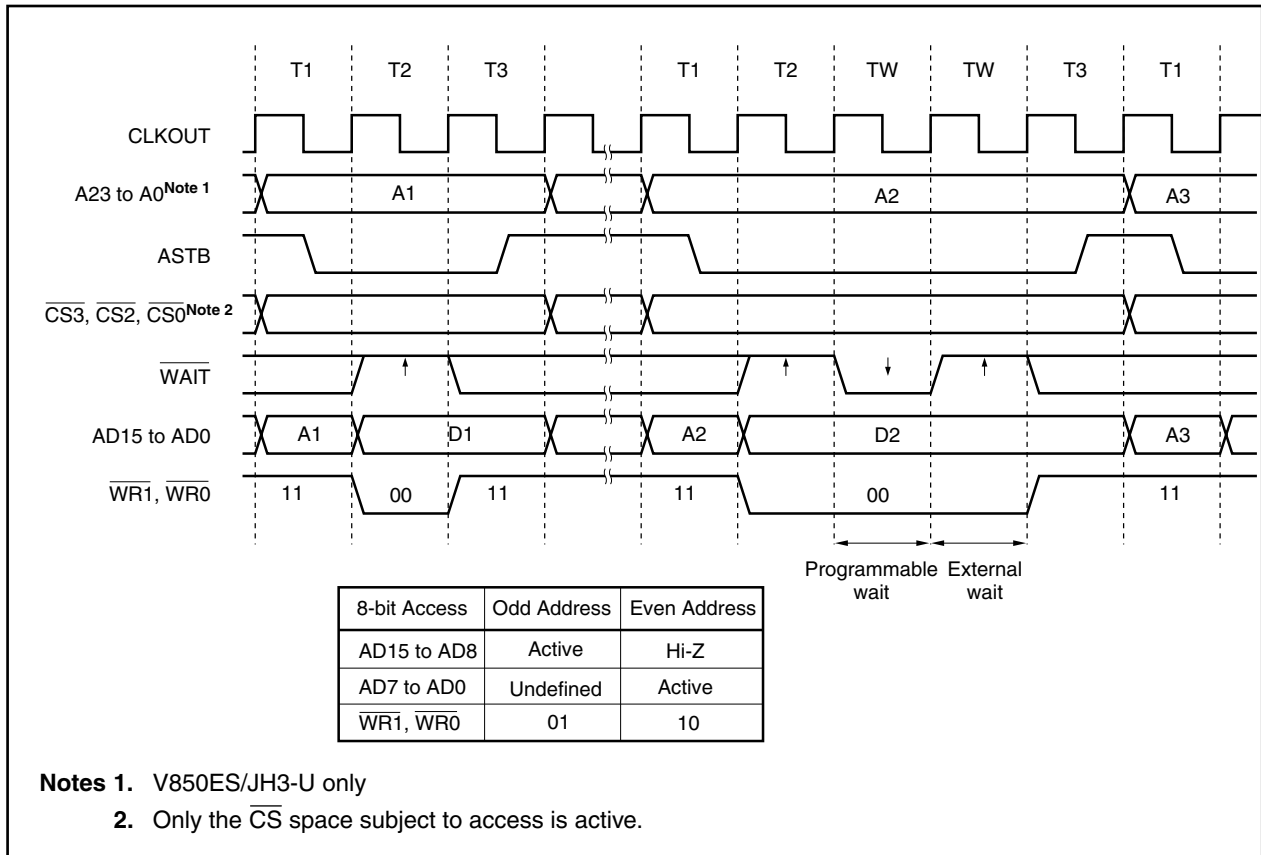 T1 T2 T3 T1 T2 TW TW T3 T1
CLKOUT
A23 to A0Note 1 A1 A2 A3
ASTB
CS3, CS2, CS0Note 2
WAIT
AD15 to AD0 A1 D1 A2 D2 A3
WR1, WR0 11 00 11 11 00 11
Programmable wait
External wait
8-bit Access Odd Address Even Address
AD15 to AD8 Active Hi-Z
AD7 to AD0 Undefined Active
WR1, WR0 01 10
Notes 1. V850ES/JH3-U only
2. Only the CS space subject to access is active.